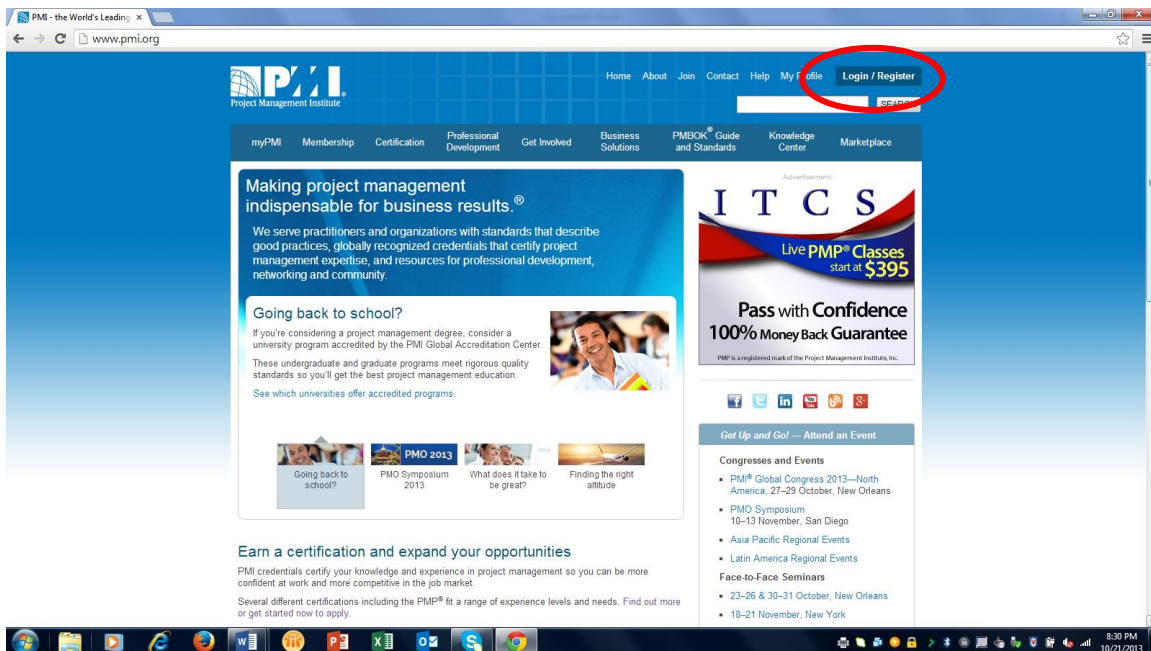 PMI - the World's Leading
www.pmi.org
PMI
Project Management Institute
Home About Join Contact Help My Profile Login / Register
SEARCH
myPMI Membership Certification Professional Development Get Involved Business Solutions PMBOK® Guide and Standards Knowledge Center Marketplace
Making project management
indispensable for business results.®
We serve practitioners and organizations with standards that describe
good practices, globally recognized credentials that certify project
management expertise, and resources for professional development,
networking and community.
Going back to school?
If you're considering a project management degree, consider a
university program accredited by the PMI Global Accreditation Center.
These undergraduate and graduate programs meet rigorous quality
standards so you'll get the best project management education.
See which universities offer accredited programs.
PMO 2013
Going back to
school?
PMO Symposium
2013
What does it take to
be great?
Finding the right
altitude
Earn a certification and expand your opportunities
PMI credentials certify your knowledge and experience in project management so you can be more
confident at work and more competitive in the job market.
Several different certifications including the PMP® fit a range of experience levels and needs. Find out more
or get started now to apply.
Advertisement
ITCS
Live PMP® Classes
start at $395
Pass with Confidence
100% Money Back Guarantee
PMP is a registered mark of the Project Management Institute, Inc.
Get Up and Go! — Attend an Event
Congresses and Events
PMI® Global Congress 2013—North
America, 27–29 October, New Orleans
PMO Symposium
10–13 November, San Diego
Asia Pacific Regional Events
Latin America Regional Events
Face-to-Face Seminars
23–26 & 30–31 October, New Orleans
18–21 November, New York
8:30 PM
10/21/2013